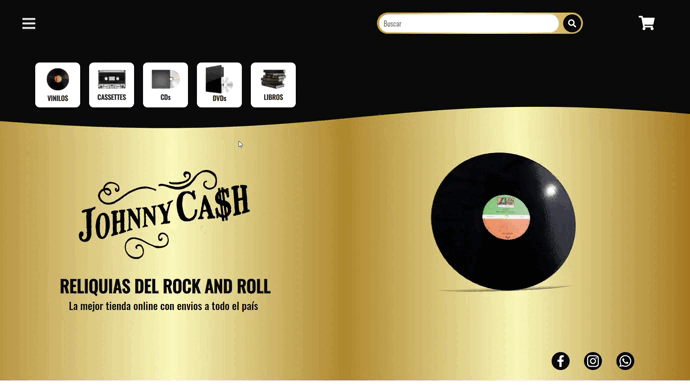 Buscar
VINILOS
CASSETTES
CDs
DVDs
LIBROS
JOHNNY CA$H
RELIQUIAS DEL ROCK AND ROLL
La mejor tienda online con envios a todo el país